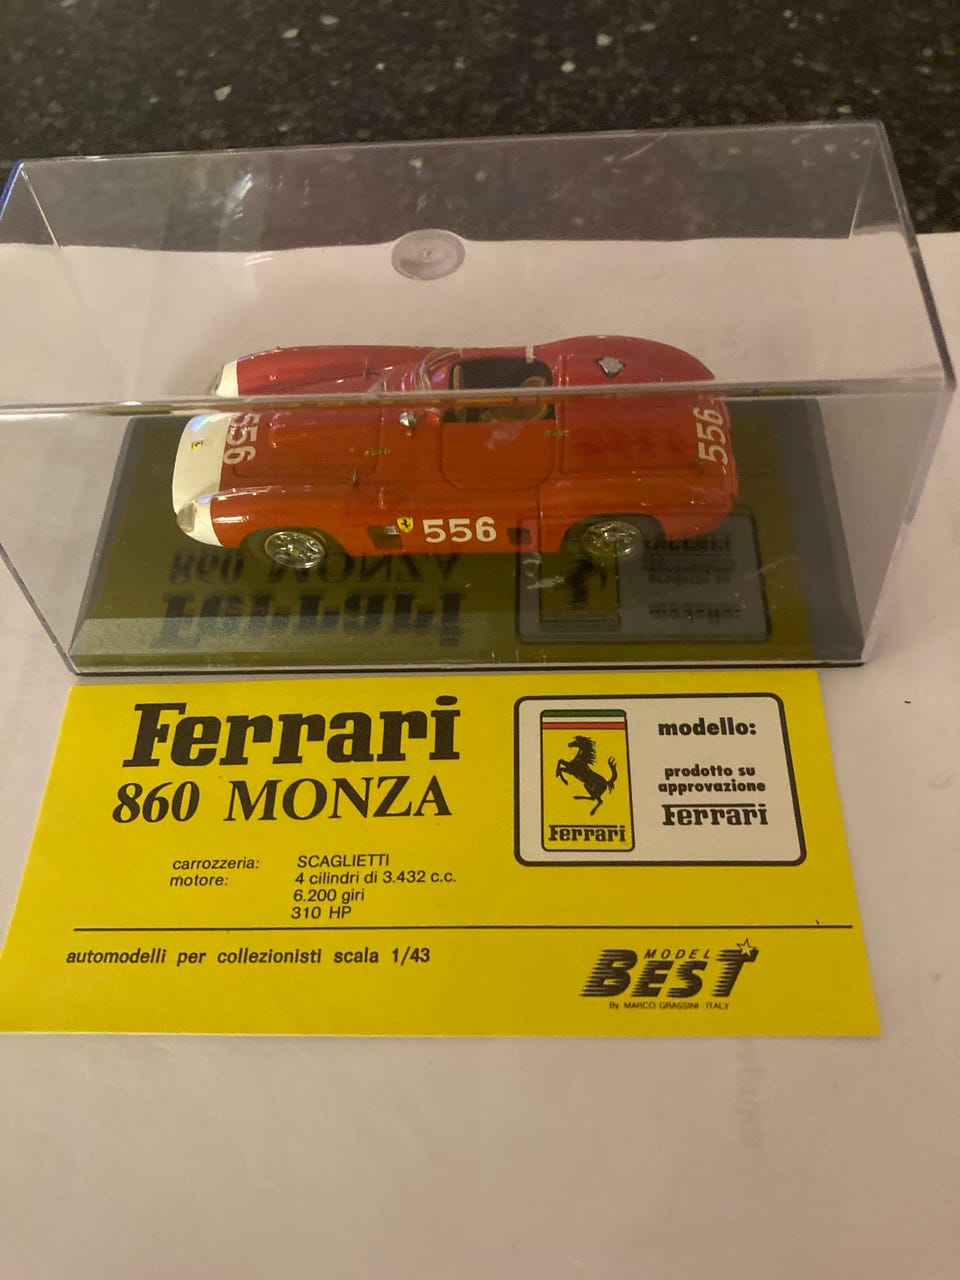 556
556
556
Ferrari
860 MONZA
carrozzeria: SCAGLIETTI
motore: 4 cilindri di 3.432 c.c.
6.200 giri
310 HP
modello:
prodotto su
approvazione
Ferrari
Ferrari
automodelli per collezionisti scala 1/43
MODEL
BEST
By. MARCO GRASSINI - ITALY